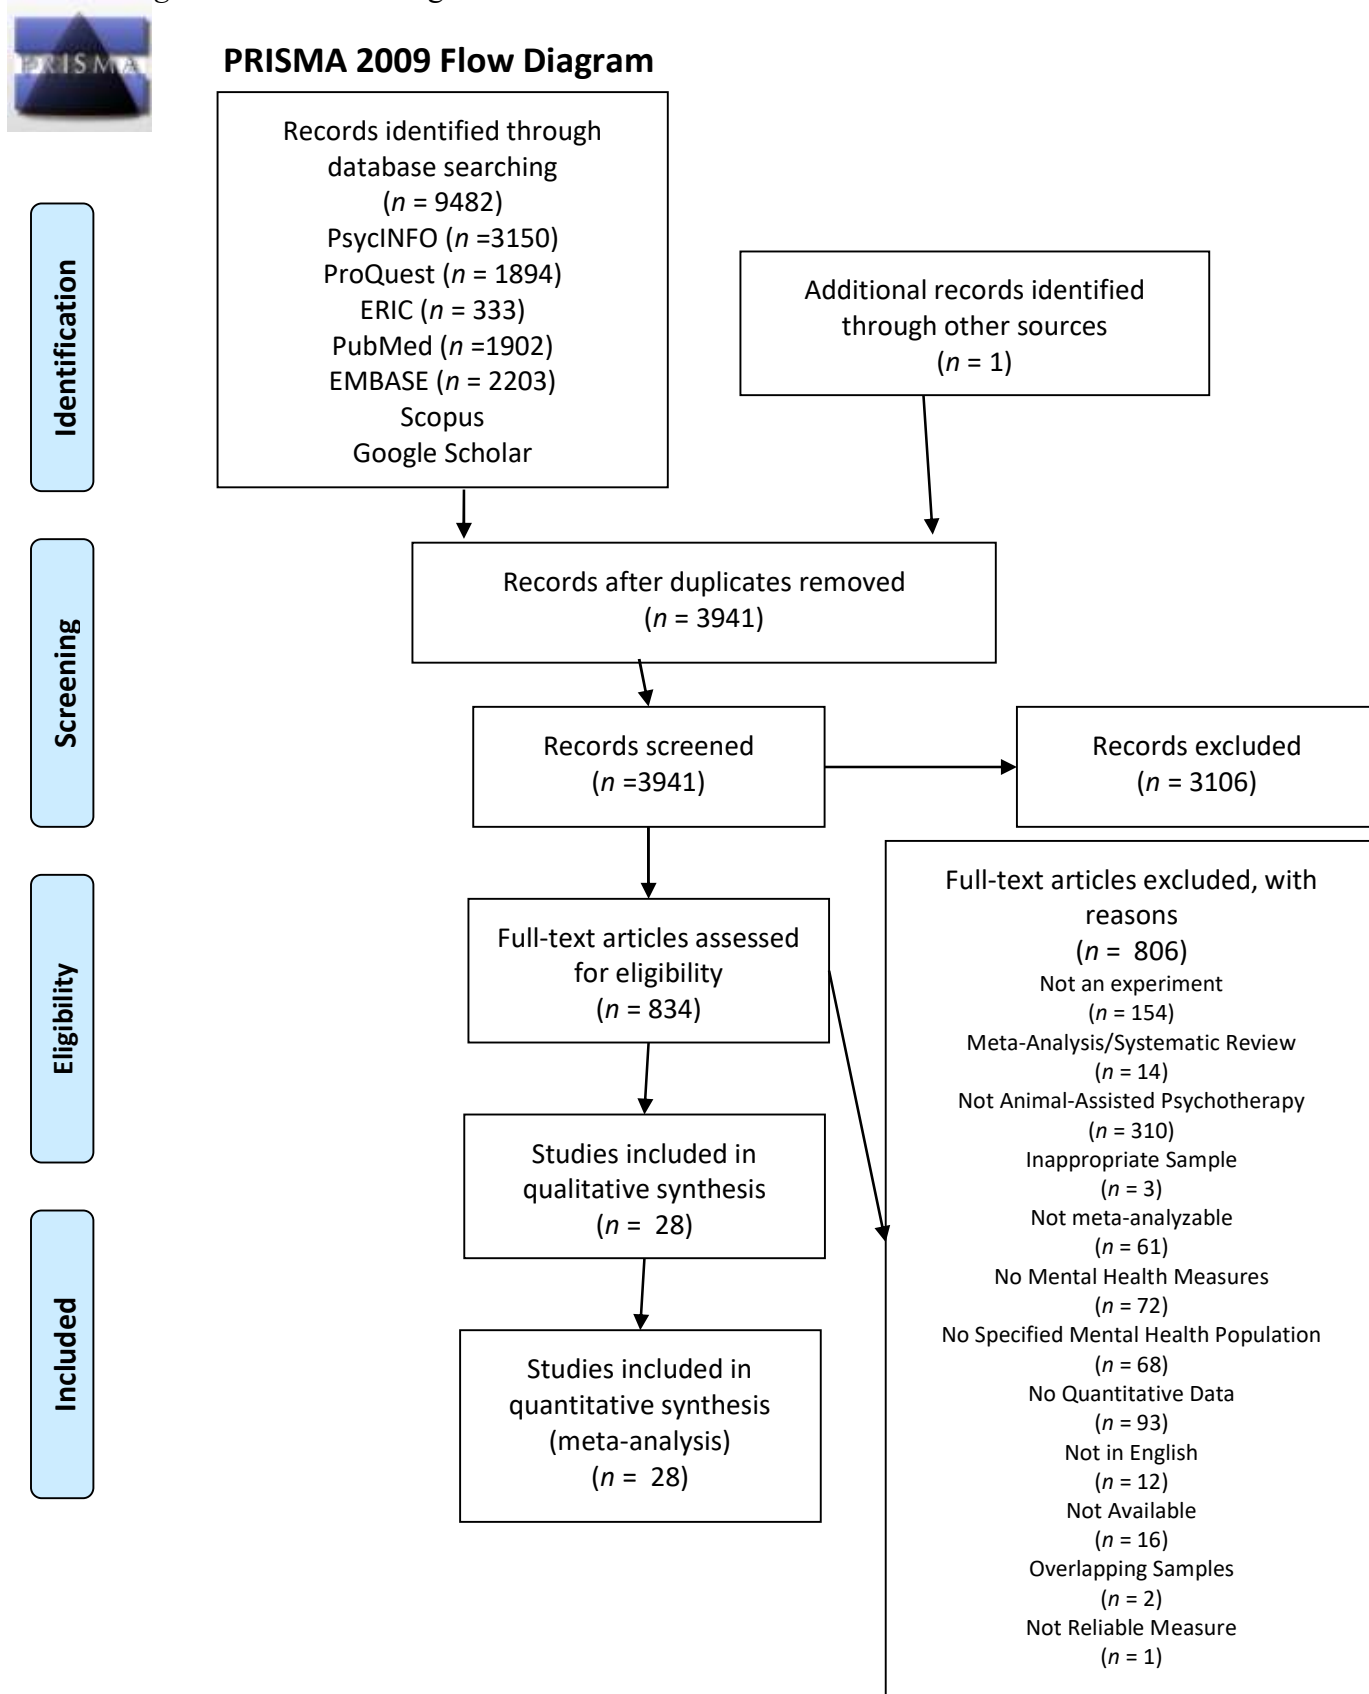 PRISMA
PRISMA 2009 Flow Diagram
Records identified through
database searching
(n = 9482)
PsycINFO (n =3150)
ProQuest (n = 1894)
ERIC (n = 333)
PubMed (n =1902)
EMBASE (n = 2203)
Scopus
Google Scholar
Additional records identified
through other sources
(n = 1)
Identification
Records after duplicates removed
(n = 3941)
Screening
Records screened
(n =3941)
Records excluded
(n = 3106)
Full-text articles assessed
for eligibility
(n = 834)
Eligibility
Full-text articles excluded, with
reasons
(n = 806)
Not an experiment
(n = 154)
Meta-Analysis/Systematic Review
(n = 14)
Not Animal-Assisted Psychotherapy
(n = 310)
Inappropriate Sample
(n = 3)
Not meta-analyzable
(n = 61)
No Mental Health Measures
(n = 72)
No Specified Mental Health Population
(n = 68)
No Quantitative Data
(n = 93)
Not in English
(n = 12)
Not Available
(n = 16)
Overlapping Samples
(n = 2)
Not Reliable Measure
(n = 1)
Studies included in
qualitative synthesis
(n = 28)
Included
Studies included in
quantitative synthesis
(meta-analysis)
(n = 28)